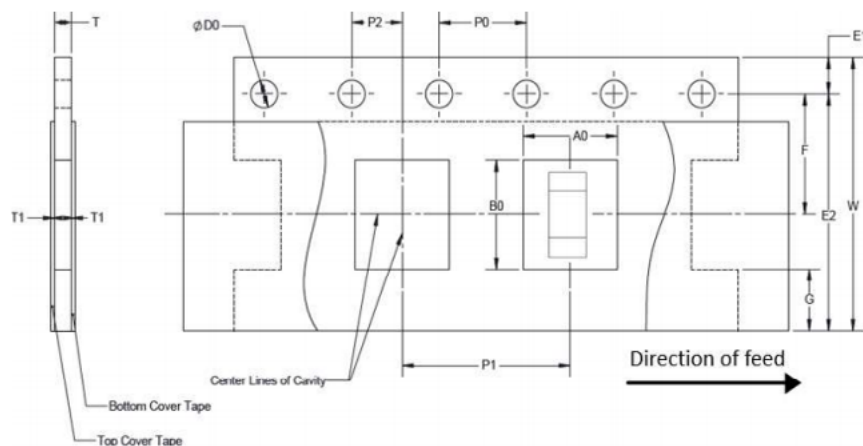 T
ϕD0
P2
P0
E1
A0
F
B0
T1
T1
E2
W
G
P1
Direction of feed
Center Lines of Cavity
Bottom Cover Tape
Top Cover Tape